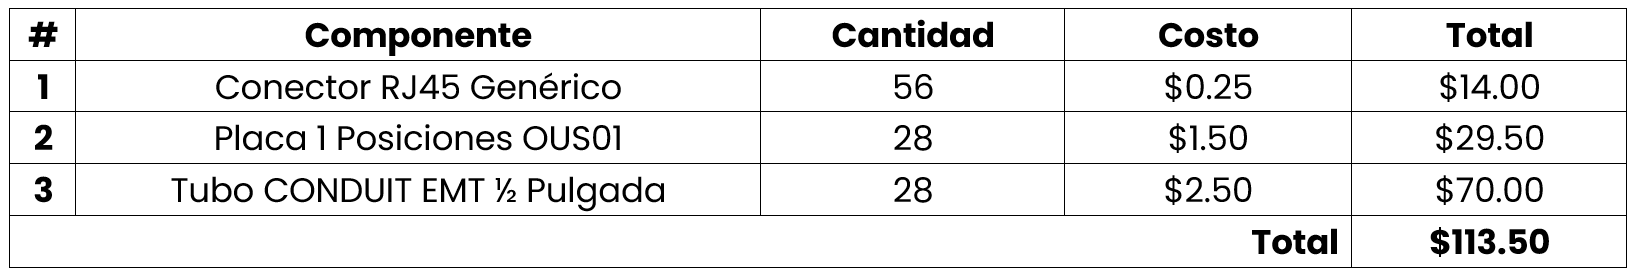 # Componente Cantidad Costo Total
1 Conector RJ45 Genérico 56 $0.25 $14.00
2 Placa 1 Posiciones OUS01 28 $1.50 $29.50
3 Tubo CONDUIT EMT ½ Pulgada 28 $2.50 $70.00
Total $113.50